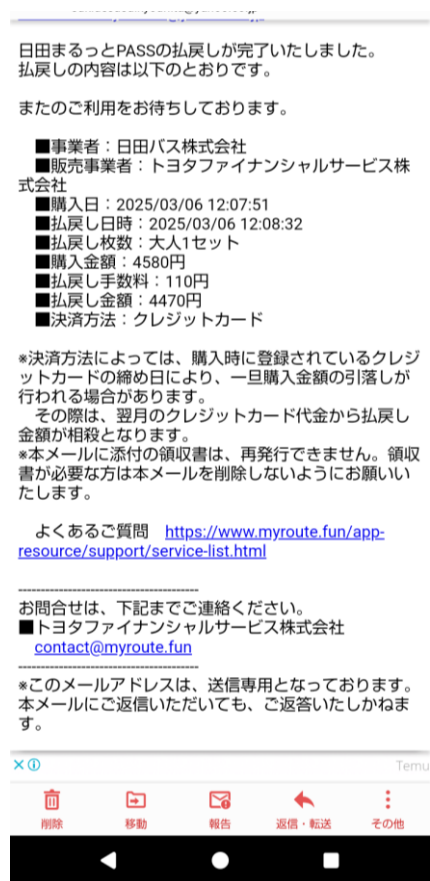 日田まるっとPASSの払戻しが完了いたしました。
払戻しの内容は以下のとおりです。
またのご利用をお待ちしております。
■事業者：日田バス株式会社
■販売事業者：トヨタファイナンシャルサービス株
式会社
■購入日：2025/03/06 12:07:51
■払戻し日時：2025/03/06 12:08:32
■払戻し枚数：大人1セット
■購入金額：4580円
■払戻し手数料：110円
■払戻し金額：4470円
■決済方法：クレジットカード
※決済方法によっては、購入時に登録されているクレジ
ットカードの締め日により、一旦購入金額の引落しが
行われる場合があります。
その際は、翌月のクレジットカード代金から払戻し
金額が相殺となります。
※本メールに添付の領収書は、再発行できません。領収
書が必要な方は本メールを削除しないようにお願いい
たします。
よくあるご質問 https://www.myroute.fun/app-
resource/support/service-list.html
----------------------------------------
お問合せは、下記までご連絡ください。
■トヨタファイナンシャルサービス株式会社
contact@myroute.fun
----------------------------------------
※このメールアドレスは、送信専用となっております。
本メールにご返信いただいても、ご返答いたしかねま
す。
Temu
削除 移動 報告 返信・転送 その他